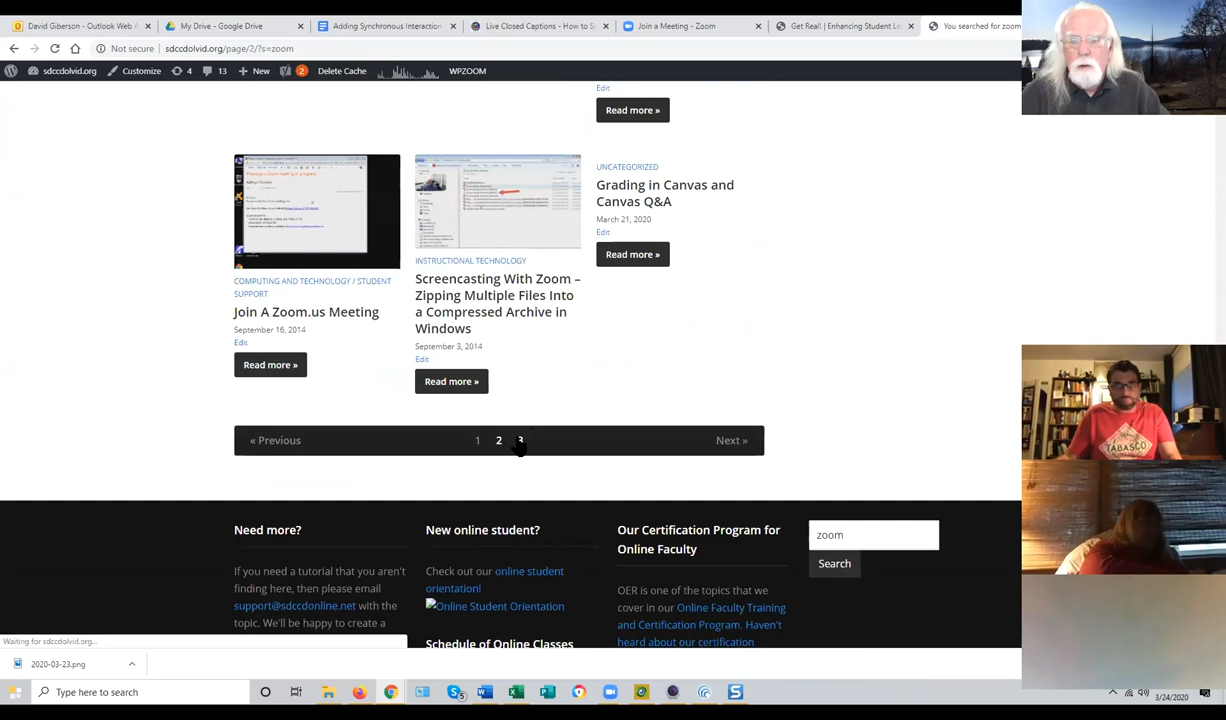 David Giberson - Outlook Web A
My Drive - Google Drive
Adding Synchronous Interaction
Live Closed Captions - How to S
Join a Meeting - Zoom
Get Real! | Enhancing Student Le
You searched for zoom
Not secure | sdccdolvid.org/page/2/?s=zoom
sdccdolvid.org
Customize
4
13
New
2
Delete Cache
WPZOOM
Edit
Read more »
COMPUTING AND TECHNOLOGY / STUDENT
SUPPORT
Join A Zoom.us Meeting
September 16, 2014
Edit
Read more »
INSTRUCTIONAL TECHNOLOGY
Screencasting With Zoom –
Zipping Multiple Files Into
a Compressed Archive in
Windows
September 3, 2014
Edit
Read more »
UNCATEGORIZED
Grading in Canvas and
Canvas Q&A
March 21, 2020
Edit
Read more »
« Previous
1
2
3
Next »
Need more?
If you need a tutorial that you aren't
finding here, then please email
support@sdccdonline.net with the
topic. We'll be happy to create a
New online student?
Check out our online student
orientation!
Online Student Orientation
Schedule of Online Classes
Our Certification Program for
Online Faculty
OER is one of the topics that we
cover in our Online Faculty Training
and Certification Program. Haven't
heard about our certification
zoom
Search
TABASCO
Waiting for sdccdolvid.org...
2020-03-23.png
Type here to search
5
3/24/2020